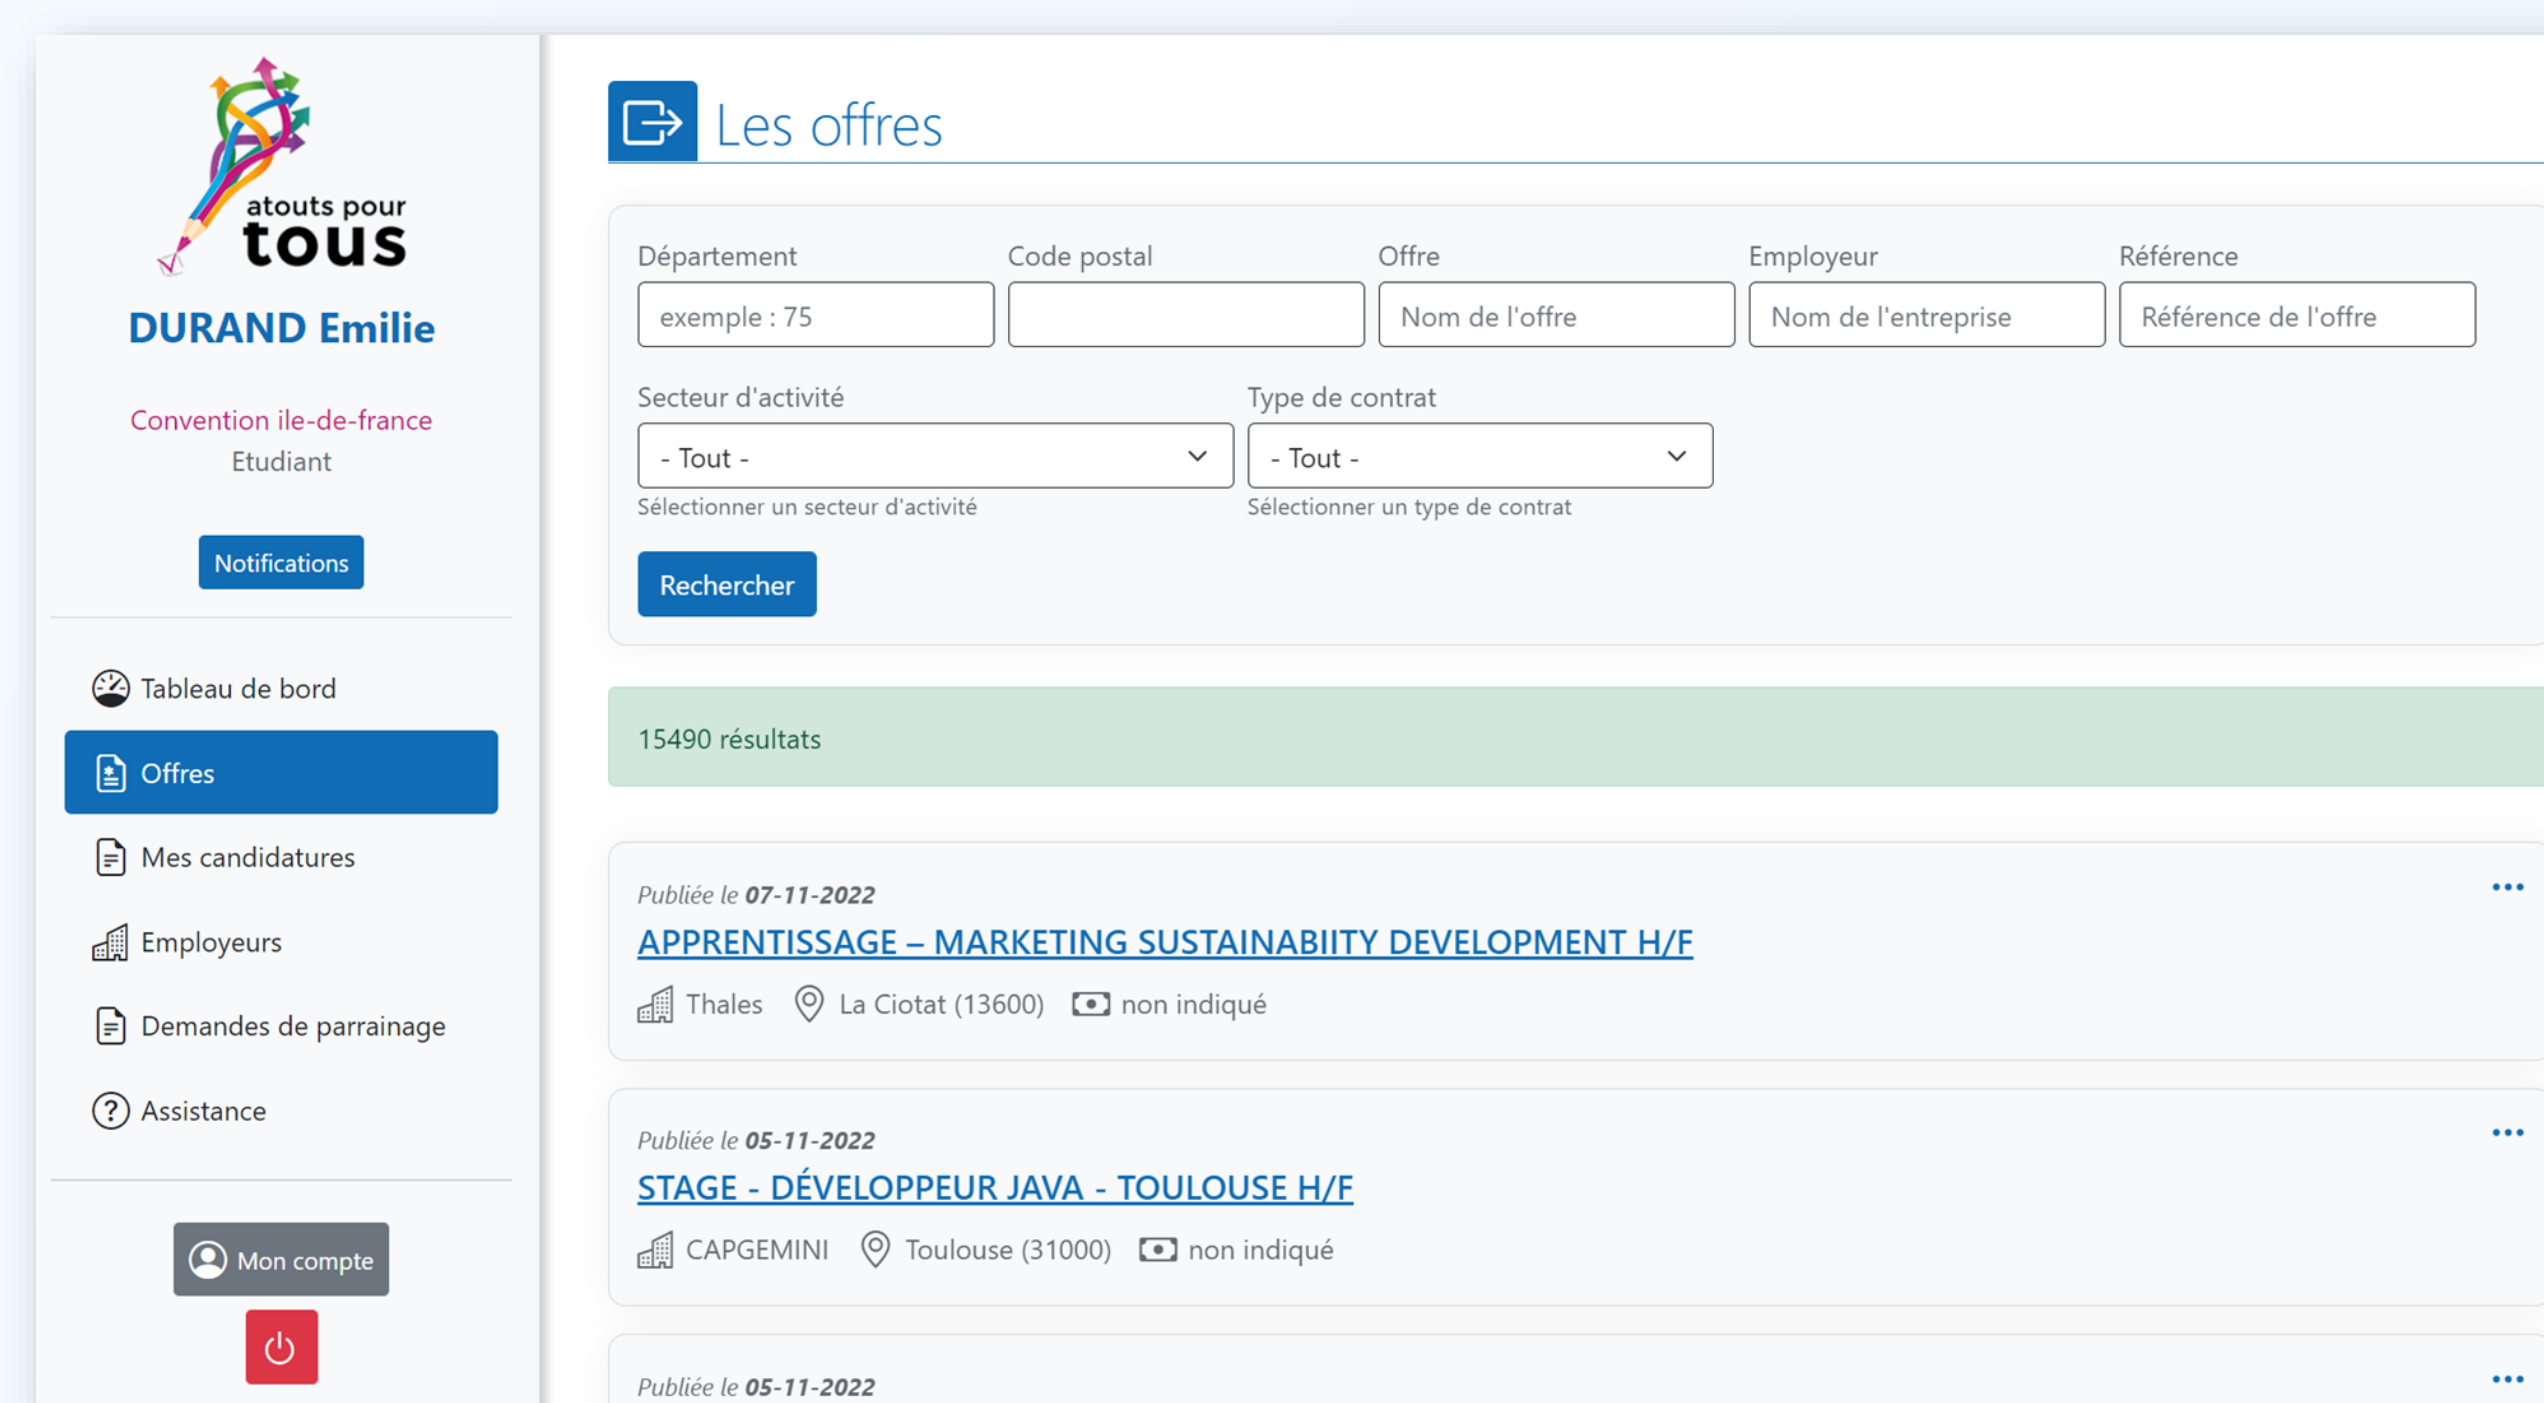 atouts pour
tous
DURAND Emilie
Convention ile-de-france
Etudiant
Notifications
Tableau de bord
Offres
Mes candidatures
Employeurs
Demandes de parrainage
Assistance
Mon compte
Les offres
Département Code postal Offre Employeur Référence
exemple : 75 Nom de l'offre Nom de l'entreprise Référence de l'offre
Secteur d'activité Type de contrat
- Tout - - Tout -
Sélectionner un secteur d'activité Sélectionner un type de contrat
Rechercher
15490 résultats
Publiée le 07-11-2022
APPRENTISSAGE – MARKETING SUSTAINABIITY DEVELOPMENT H/F
Thales La Ciotat (13600) non indiqué
Publiée le 05-11-2022
STAGE - DÉVELOPPEUR JAVA - TOULOUSE H/F
CAPGEMINI Toulouse (31000) non indiqué
Publiée le 05-11-2022